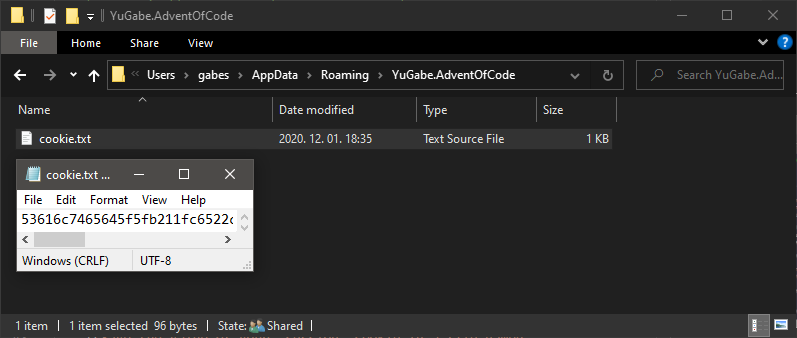 YuGabe.AdventOfCode
File Home Share View
Users gabes AppData Roaming YuGabe.AdventOfCode Search YuGabe.Ad...
Name Date modified Type Size
cookie.txt 2020. 12. 01. 18:35 Text Source File 1 KB
cookie.txt ...
File Edit Format View Help
53616c7465645f5fb211fc6522c
Windows (CRLF) UTF-8
1 item 1 item selected 96 bytes State: Shared